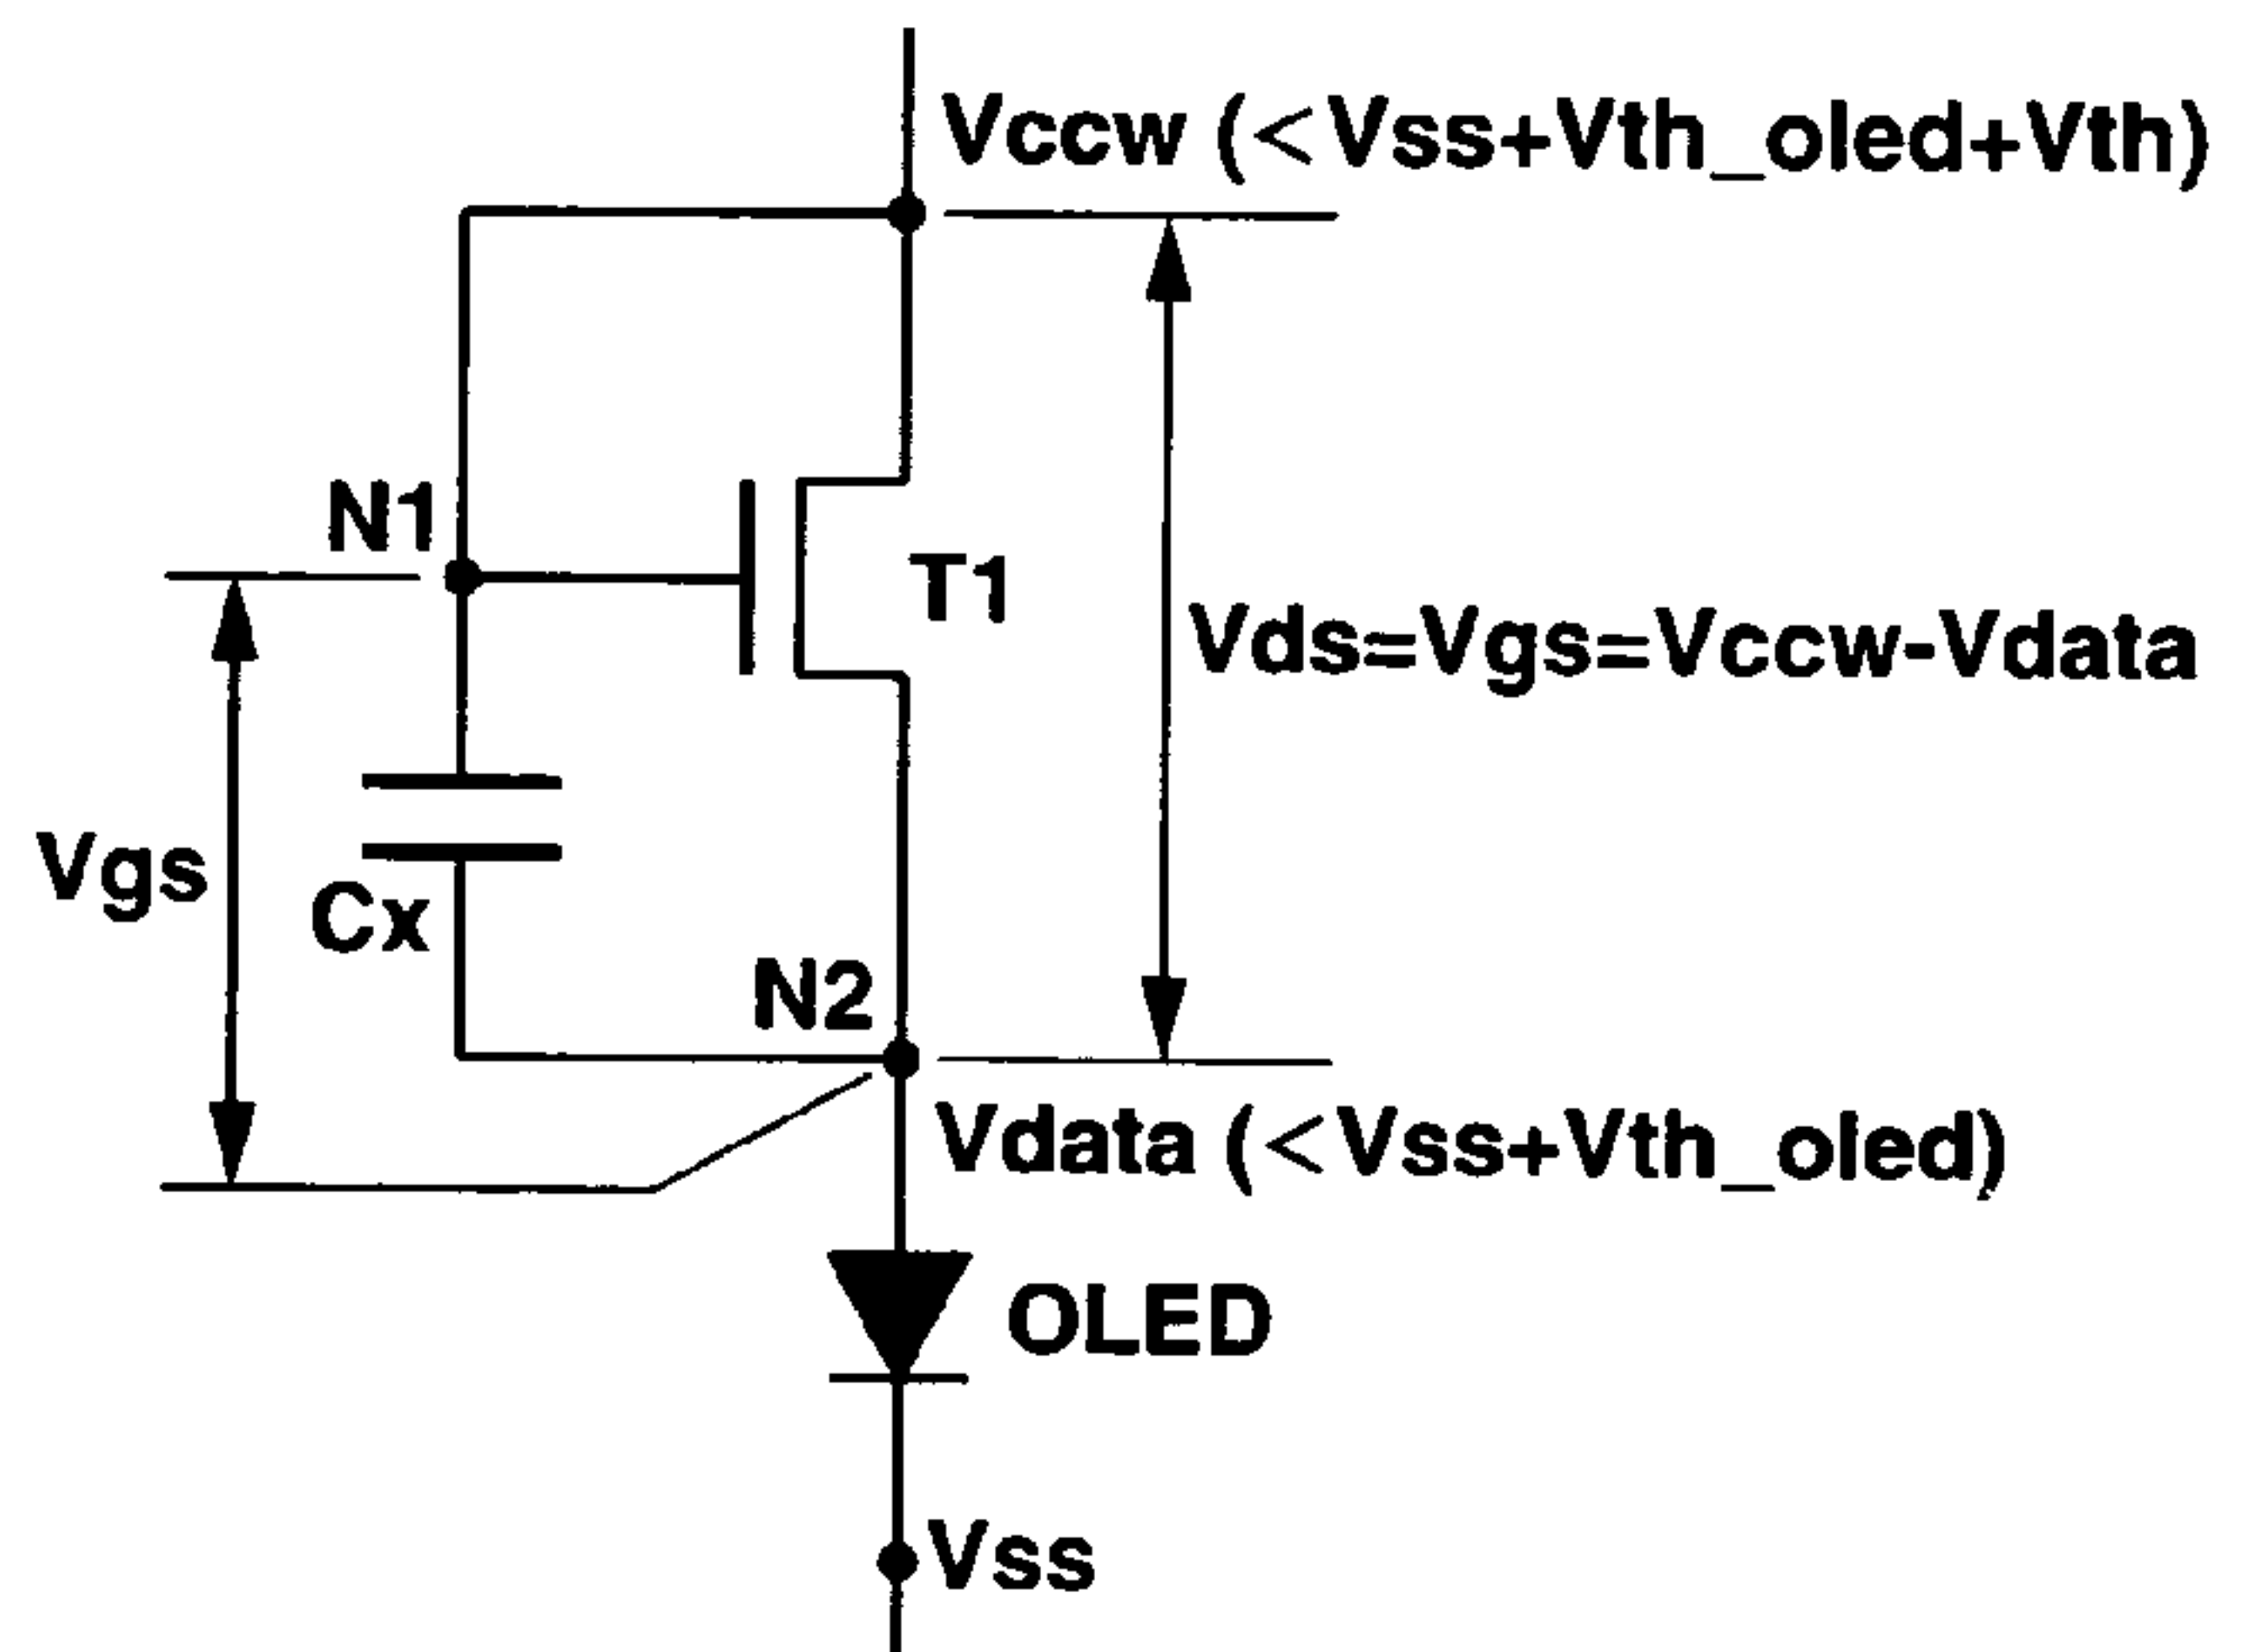 Vccw (<Vss+Vth_oled+Vth)
N1
T1
Vds=Vgs=Vccw-Vdata
Vgs
Cx
N2
Vdata (<Vss+Vth_oled)
OLED
Vss